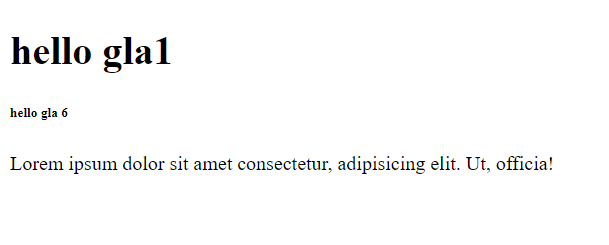 hello gla1
hello gla 6
Lorem ipsum dolor sit amet consectetur, adipisicing elit. Ut, officia!